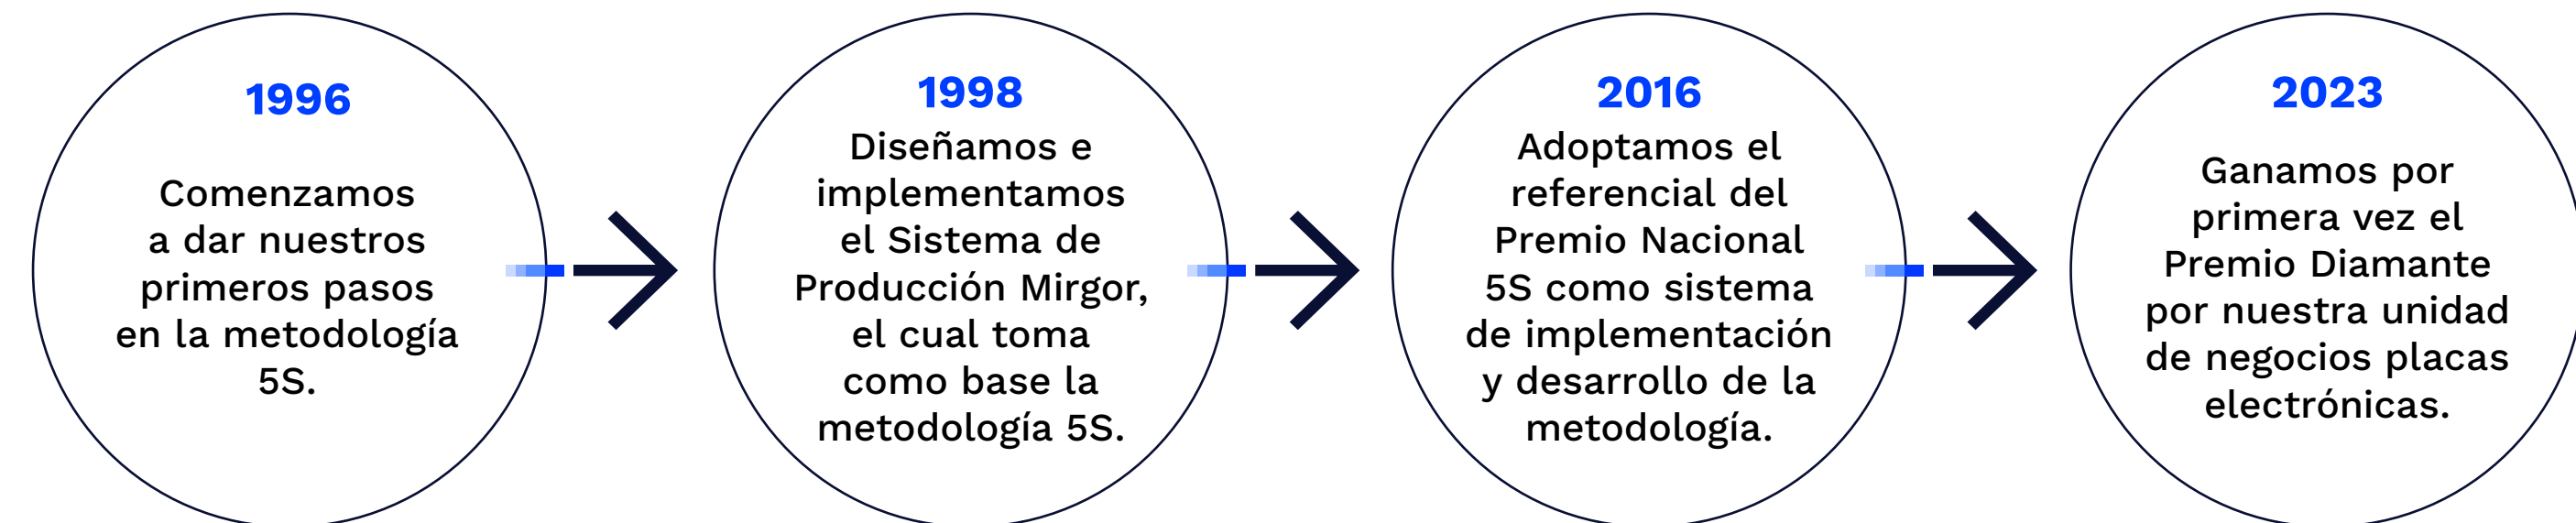 1996
Comenzamos
a dar nuestros
primeros pasos
en la metodología
5S.
1998
Diseñamos e
implementamos
el Sistema de
Producción Mirgor,
el cual toma
como base la
metodología 5S.
2016
Adoptamos el
referencial del
Premio Nacional
5S como sistema
de implementación
y desarrollo de la
metodología.
2023
Ganamos por
primera vez el
Premio Diamante
por nuestra unidad
de negocios placas
electrónicas.